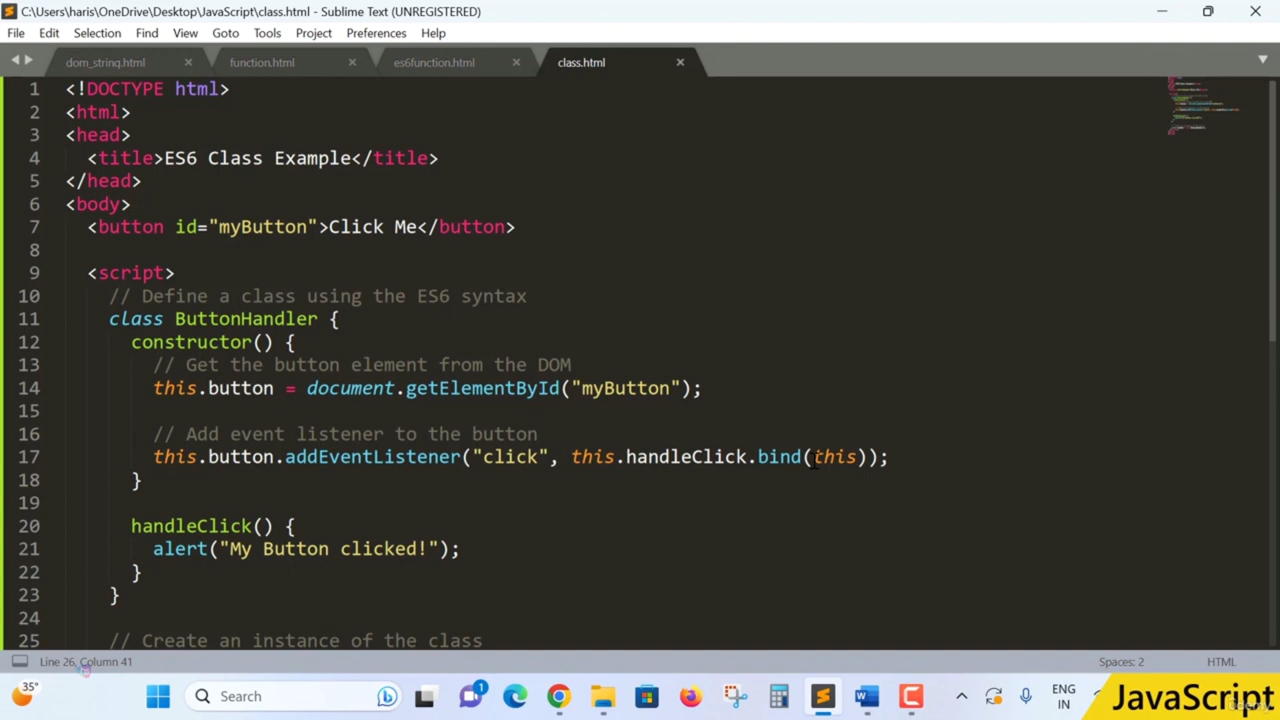 C:\Users\haris\OneDrive\Desktop\JavaScript\class.html - Sublime Text (UNREGISTERED)
File Edit Selection Find View Goto Tools Project Preferences Help
dom_string.html function.html es6function.html class.html
1 <!DOCTYPE html>
2 <html>
3 <head>
4 <title>ES6 Class Example</title>
5 </head>
6 <body>
7 <button id="myButton">Click Me</button>
8
9 <script>
10 // Define a class using the ES6 syntax
11 class ButtonHandler {
12 constructor() {
13 // Get the button element from the DOM
14 this.button = document.getElementById("myButton");
15
16 // Add event listener to the button
17 this.button.addEventListener("click", this.handleClick.bind(this));
18 }
19
20 handleClick() {
21 alert("My Button clicked!");
22 }
23 }
24
25 // Create an instance of the class
Line 26, Column 41 Spaces: 2 HTML
35° Search 1 ENG IN JavaScript